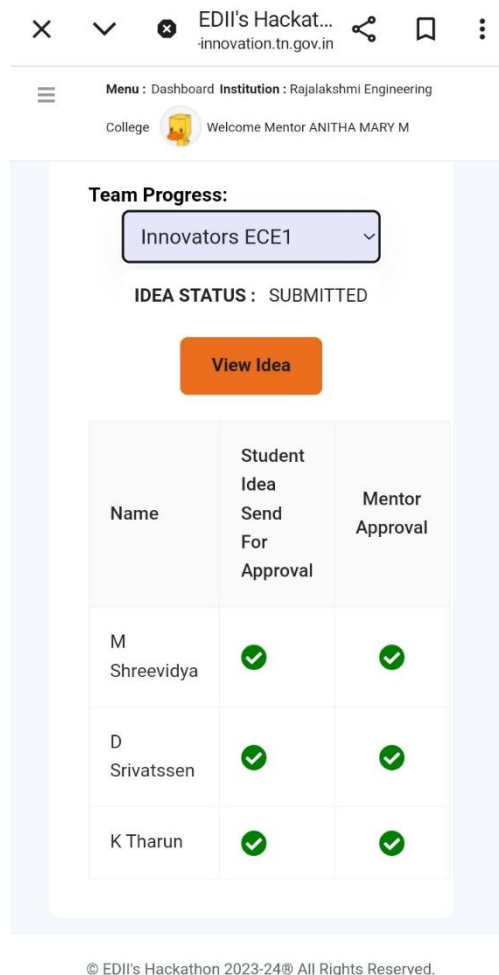 EDII's Hackat...
-innovation.tn.gov.in
Menu : Dashboard Institution : Rajalakshmi Engineering
College Welcome Mentor ANITHA MARY M
Team Progress:
Innovators ECE1
IDEA STATUS : SUBMITTED
View Idea
Name
Student
Idea
Send
For
Approval
Mentor
Approval
M
Shreevidya
D
Srivatssen
K Tharun
© EDII's Hackathon 2023-24® All Rights Reserved.